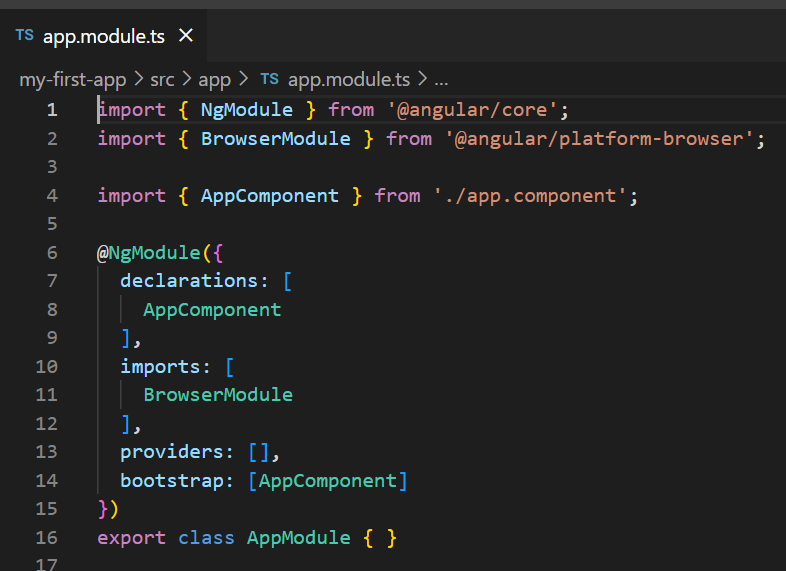 TS app.module.ts ✕
my-first-app > src > app > TS app.module.ts > ...
1 import { NgModule } from '@angular/core';
2 import { BrowserModule } from '@angular/platform-browser';
3
4 import { AppComponent } from './app.component';
5
6 @NgModule({
7   declarations: [
8     AppComponent
9   ],
10   imports: [
11     BrowserModule
12   ],
13   providers: [],
14   bootstrap: [AppComponent]
15 })
16 export class AppModule { }
17